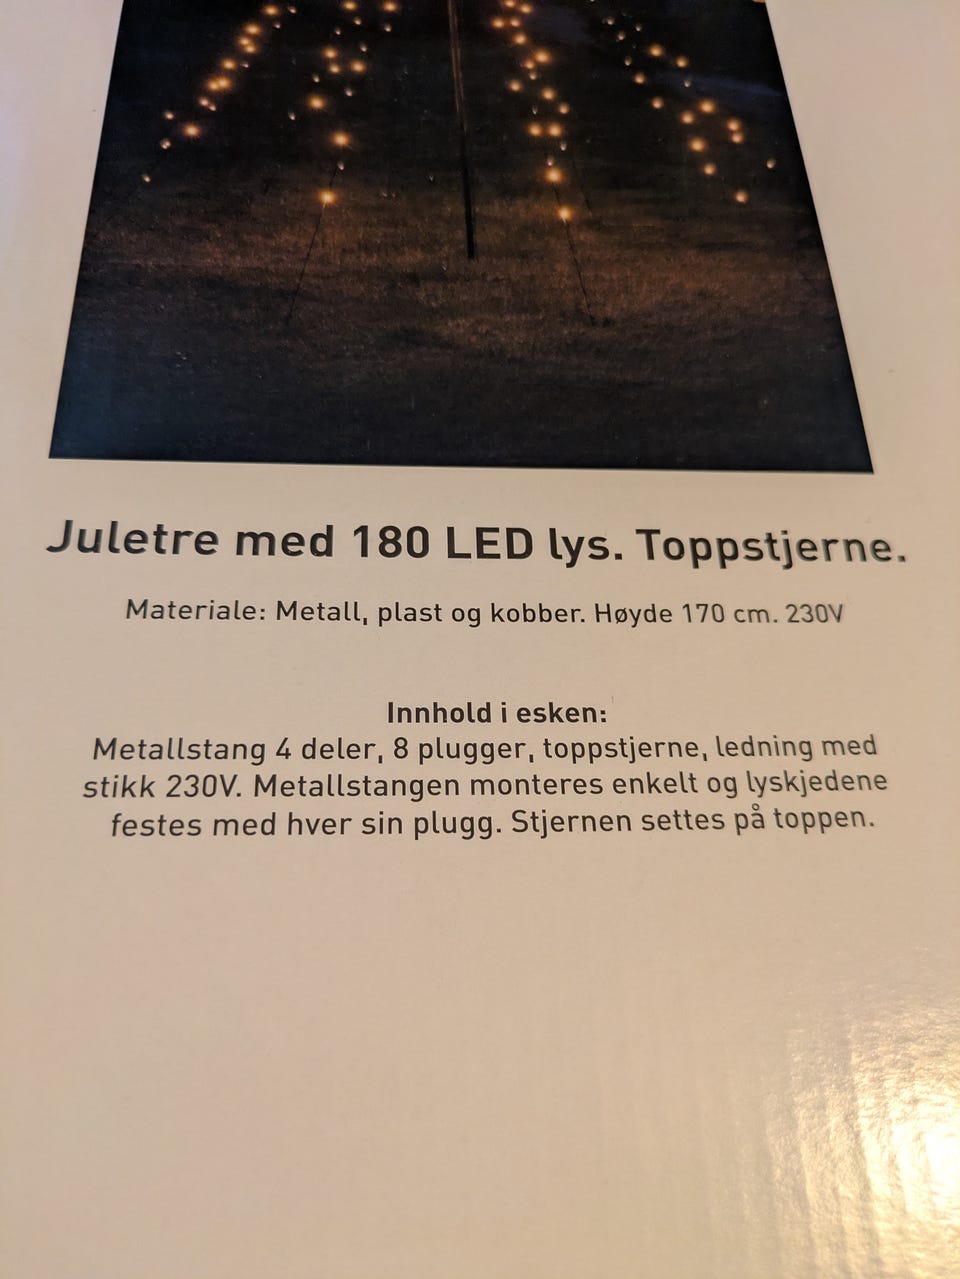 Juletre med 180 LED lys. Toppstjerne.
Materiale: Metall, plast og kobber. Høyde 170 cm. 230V
Innhold i esken:
Metallstang 4 deler, 8 plugger, toppstjerne, ledning med
stikk 230V. Metallstangen monteres enkelt og lyskjedene
festes med hver sin plugg. Stjernen settes på toppen.